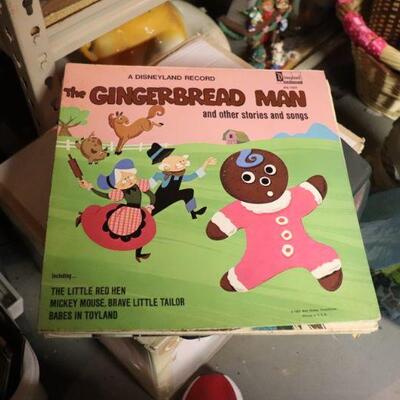 A DISNEYLAND RECORD
Disneyland
the GINGERBREAD MAN
and other stories and songs
including...
THE LITTLE RED HEN
MICKEY MOUSE, BRAVE LITTLE TAILOR
BABES IN TOYLAND